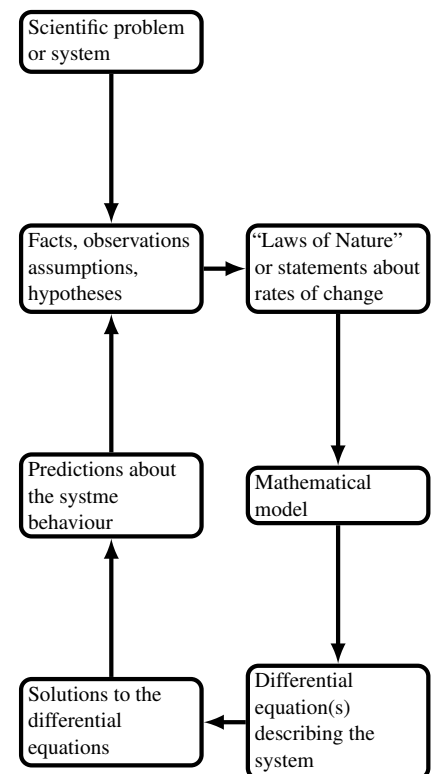 Scientific problem
or system
Facts, observations
assumptions,
hypotheses
“Laws of Nature”
or statements about
rates of change
Predictions about
the systme
behaviour
Mathematical
model
Solutions to the
differential
equations
Differential
equation(s)
describing the
system